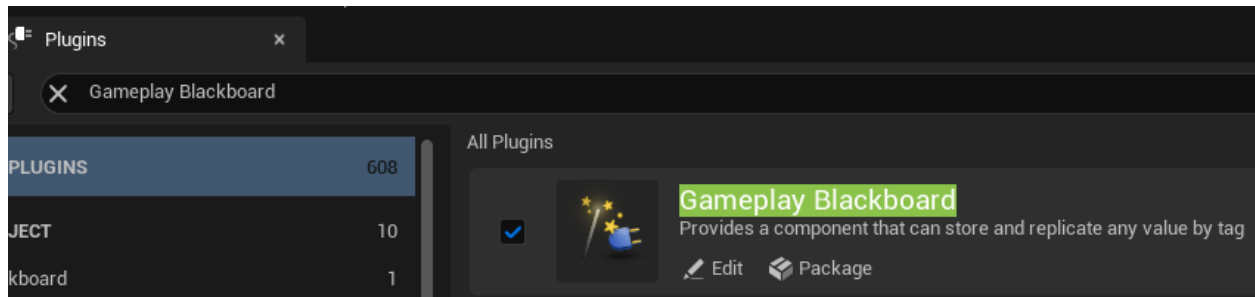 Plugins
Gameplay Blackboard
All Plugins
PLUGINS 608
Gameplay Blackboard
Provides a component that can store and replicate any value by tag
JECT 10
Edit Package
kboard 1